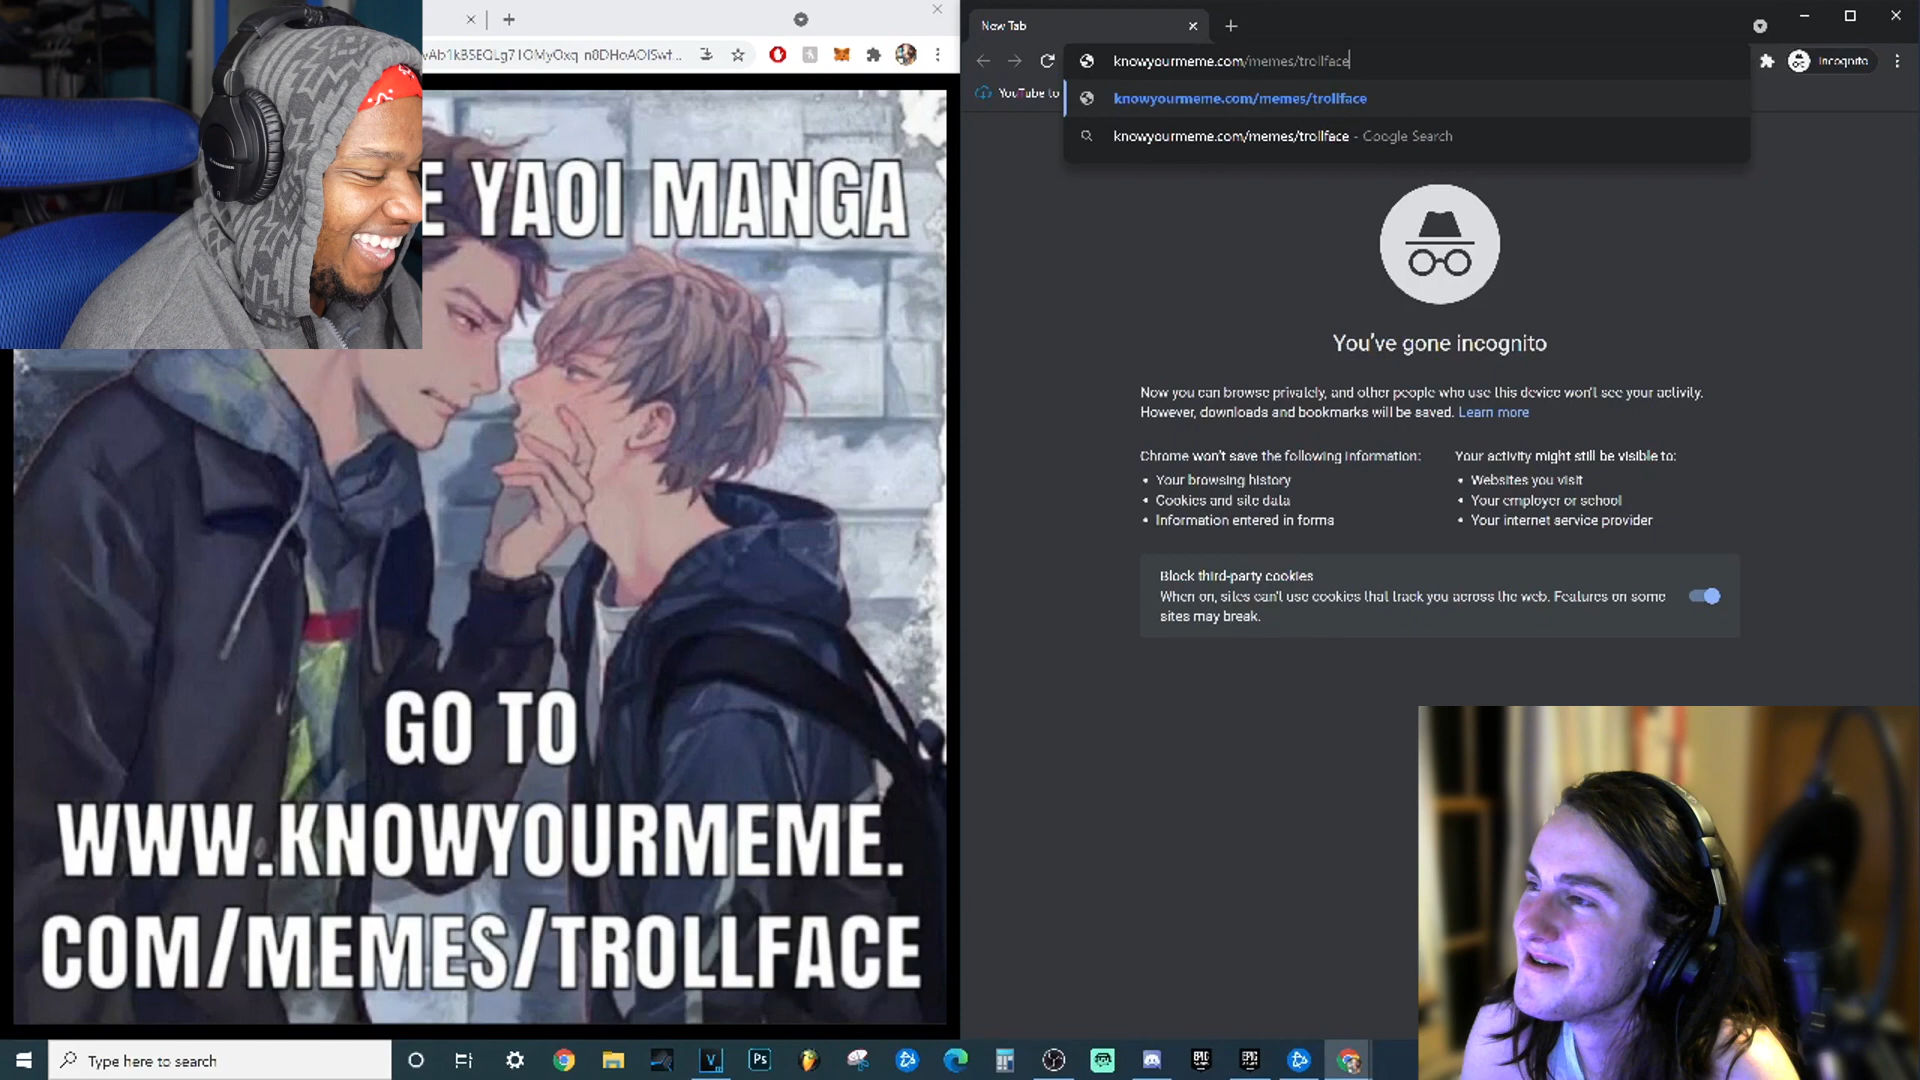 YAOI MANGA
GO TO
WWW.KNOWYOURMEME.
COM/MEMES/TROLLFACE
New Tab
knowyourmeme.com/memes/trollface
YouTube to
knowyourmeme.com/memes/trollface
knowyourmeme.com/memes/trollface - Google Search
Incognito
You've gone incognito
Now you can browse privately, and other people who use this device won't see your activity.
However, downloads and bookmarks will be saved. Learn more
Chrome won't save the following information:
• Your browsing history
• Cookies and site data
• Information entered in forms
Your activity might still be visible to:
• Websites you visit
• Your employer or school
• Your internet service provider
Block third-party cookies
When on, sites can't use cookies that track you across the web. Features on some
sites may break.
Type here to search
Ps
EPIC
EPIC